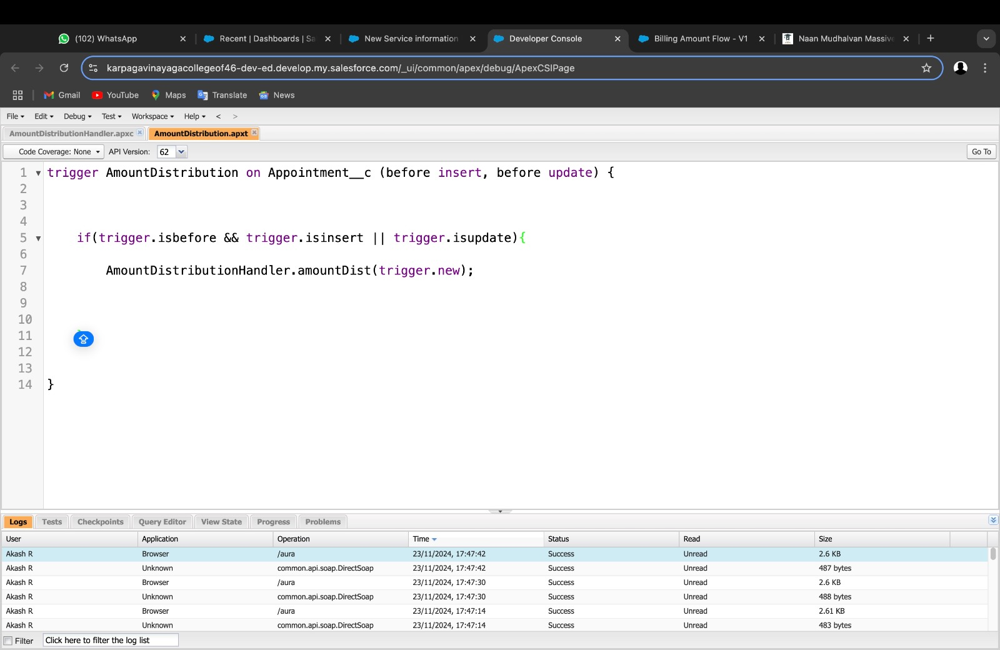 (102) WhatsApp
Recent | Dashboards | Sa
New Service information
Developer Console
Billing Amount Flow - V1
Naan Mudhalvan Massive
karpagavinayagacollegeof46-dev-ed.develop.my.salesforce.com/_ui/common/apex/debug/ApexCSIPage
Gmail YouTube Maps Translate News
File Edit Debug Test Workspace Help < >
AmountDistributionHandler.apxc AmountDistribution.apxt
Code Coverage: None API Version: 62 Go To
1 trigger AmountDistribution on Appointment__c (before insert, before update) {
2
3
4
5 if(trigger.isbefore && trigger.isinsert || trigger.isupdate){
6
7 AmountDistributionHandler.amountDist(trigger.new);
8
9
10
11
12
13
14 }
Logs Tests Checkpoints Query Editor View State Progress Problems
User Application Operation Time Status Read Size
Akash R Browser /aura 23/11/2024, 17:47:42 Success Unread 2.6 KB
Akash R Unknown common.api.soap.DirectSoap 23/11/2024, 17:47:42 Success Unread 487 bytes
Akash R Browser /aura 23/11/2024, 17:47:30 Success Unread 2.6 KB
Akash R Unknown common.api.soap.DirectSoap 23/11/2024, 17:47:30 Success Unread 488 bytes
Akash R Browser /aura 23/11/2024, 17:47:14 Success Unread 2.61 KB
Akash R Unknown common.api.soap.DirectSoap 23/11/2024, 17:47:14 Success Unread 483 bytes
Filter Click here to filter the log list